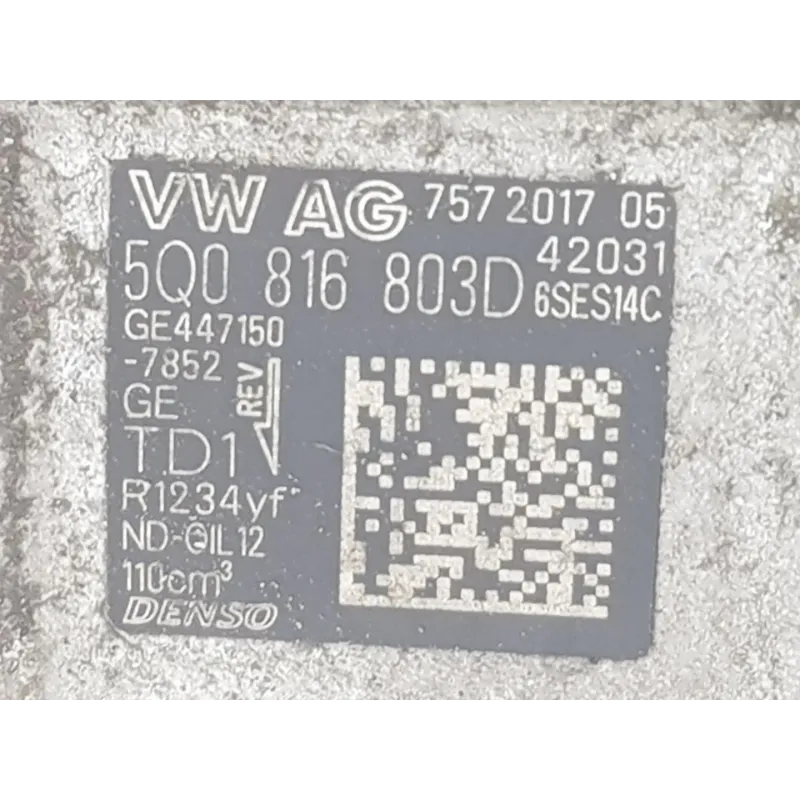 VW AG 757 2017 05
42031
5Q0 816 803D 6SES14C
GE447150
-7852
GE
REV
T.D1
R1234yf
ND-OIL12
110cm³
DENSO